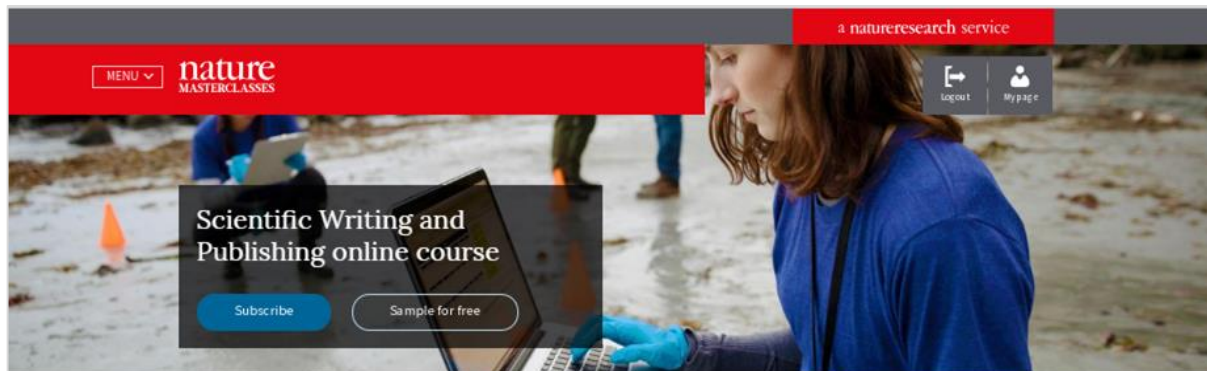 a natureresearch service
MENU
nature
MASTERCLASSES
Logout
My page
Scientific Writing and
Publishing online course
Subscribe
Sample for free